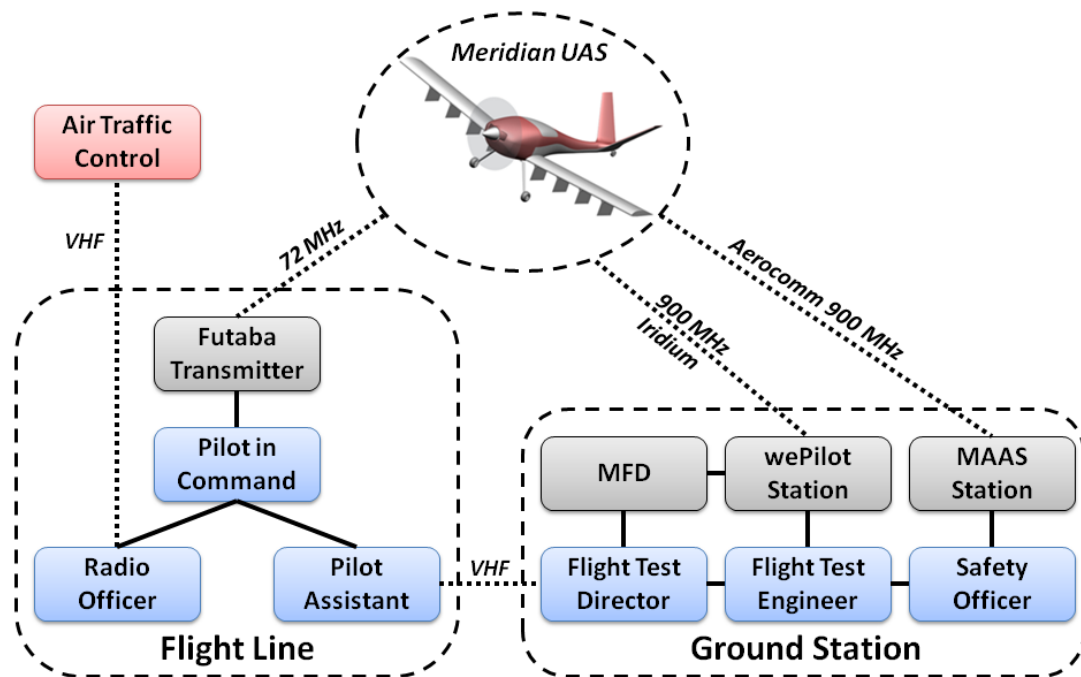 Meridian UAS
Air Traffic
Control
VHF
72 MHz
Aerocomm 900 MHz
900 MHz
Iridium
Futaba
Transmitter
Pilot in
Command
Radio
Officer
Pilot
Assistant
Flight Line
VHF
MFD
wePilot
Station
MAAS
Station
Flight Test
Director
Flight Test
Engineer
Safety
Officer
Ground Station